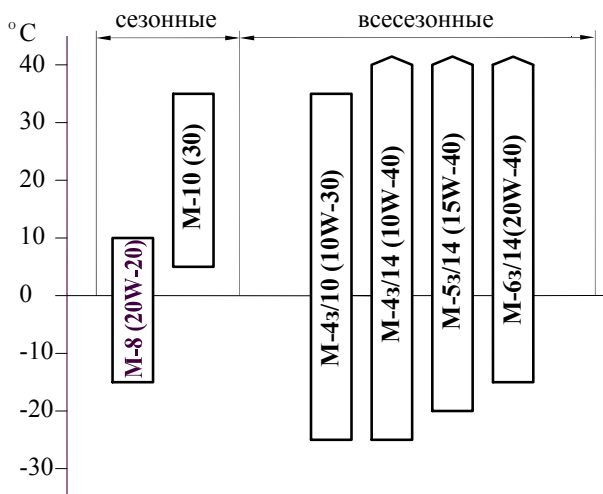 сезонные
всесезонные
°C
40
30
20
10
0
-10
-20
-30
М-8 (20W-20)
М-10 (30)
М-4з/10 (10W-30)
М-4з/14 (10W-40)
М-5з/14 (15W-40)
М-6з/14(20W-40)